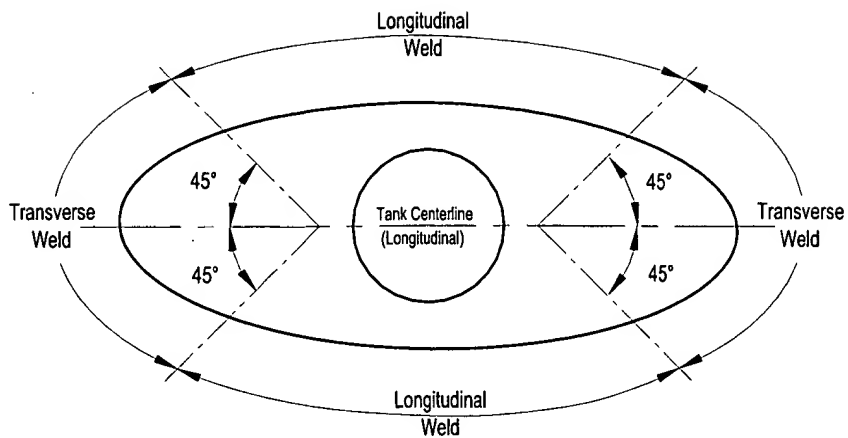 Longitudinal
Weld
45°
45°
Transverse
Weld
Tank Centerline
(Longitudinal)
Transverse
Weld
45°
45°
Longitudinal
Weld